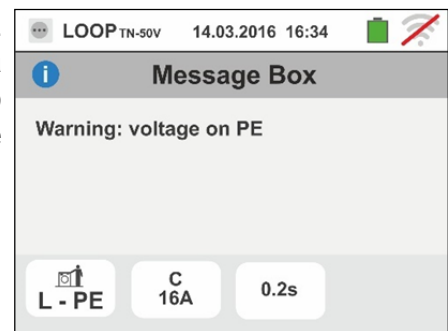 LOOP TN-50V 14.03.2016 16:34
i Message Box
Warning: voltage on PE
L - PE
C
16A
0.2s